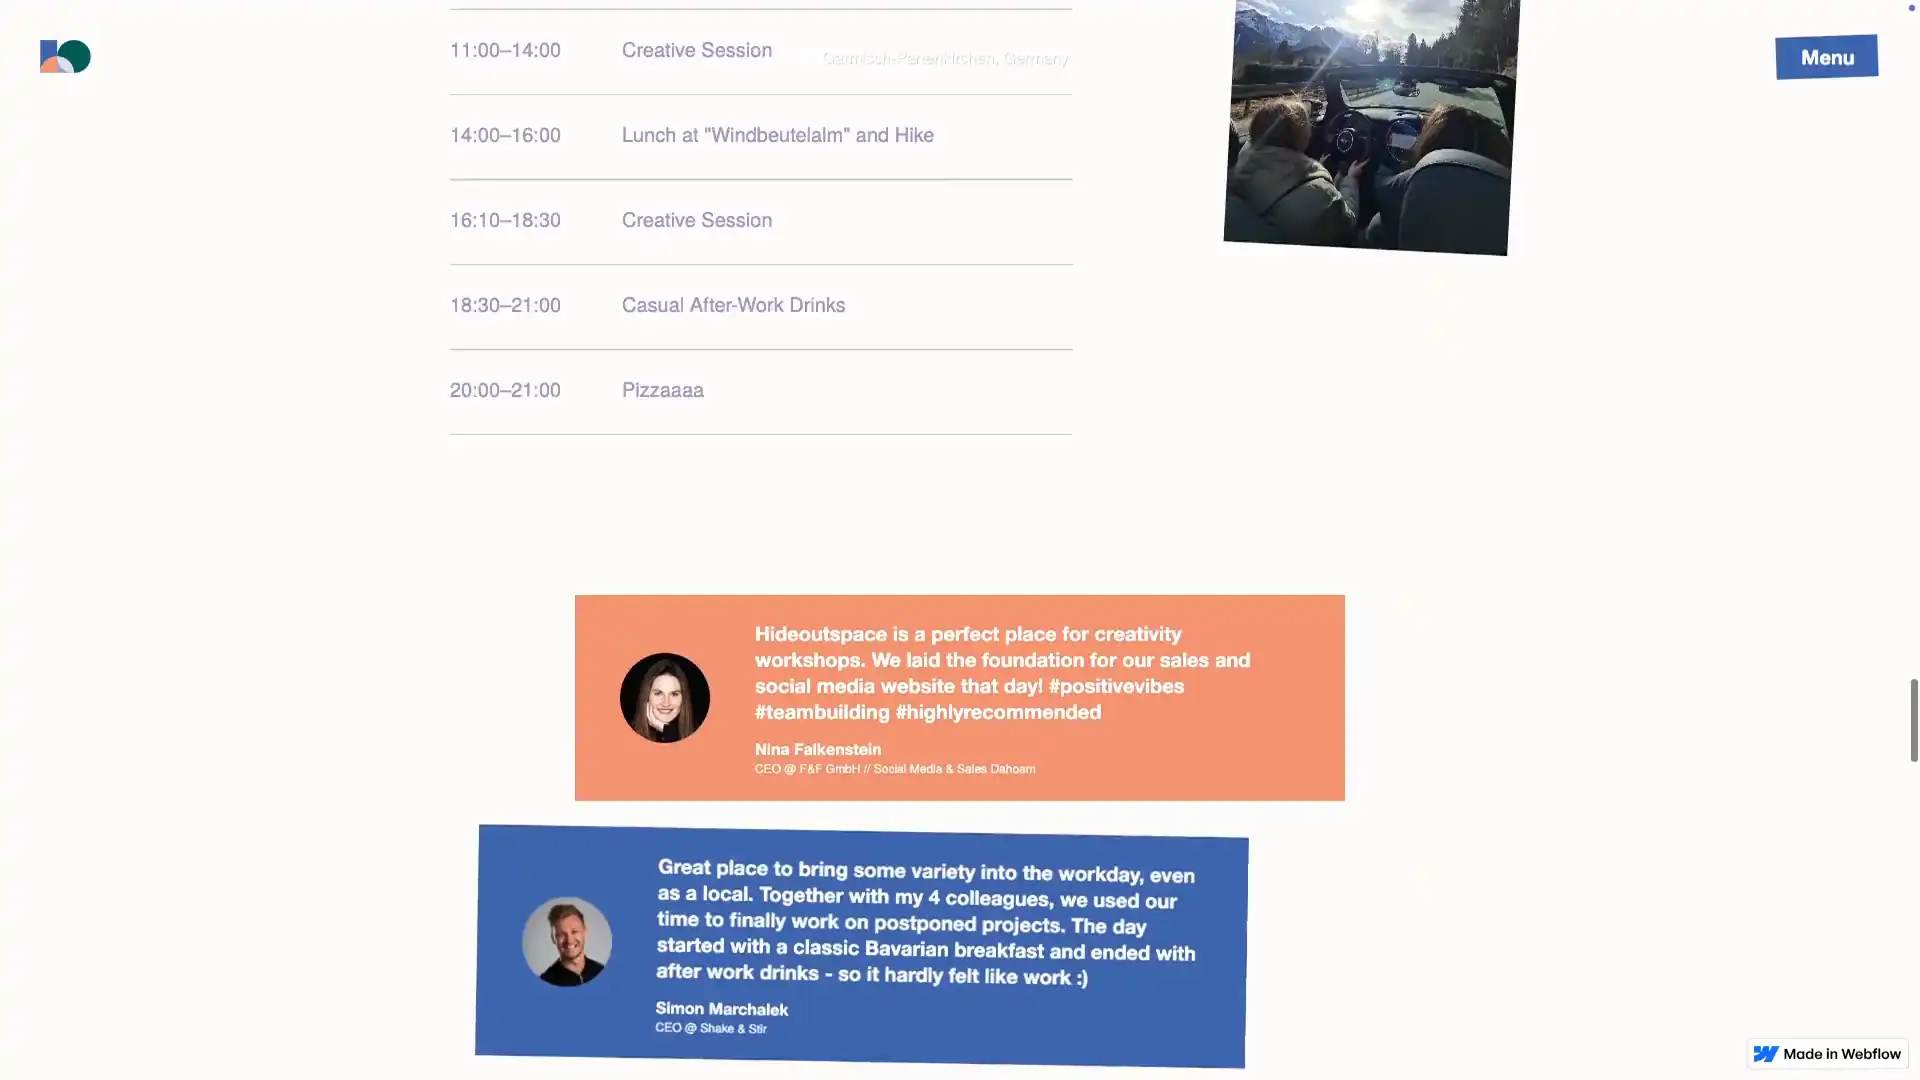 Menu
Garmisch-Partenkirchen, Germany
11:00–14:00 Creative Session
14:00–16:00 Lunch at "Windbeutelalm" and Hike
16:10–18:30 Creative Session
18:30–21:00 Casual After-Work Drinks
20:00–21:00 Pizzaaaa
Hideoutspace is a perfect place for creativity
workshops. We laid the foundation for our sales and
social media website that day! #positivevibes
#teambuilding #highlyrecommended
Nina Falkenstein
CEO @ F&F GmbH // Social Media & Sales Dahoam
Great place to bring some variety into the workday, even
as a local. Together with my 4 colleagues, we used our
time to finally work on postponed projects. The day
started with a classic Bavarian breakfast and ended with
after work drinks - so it hardly felt like work :)
Simon Marchalek
CEO @ Shake & Stir
Made in Webflow